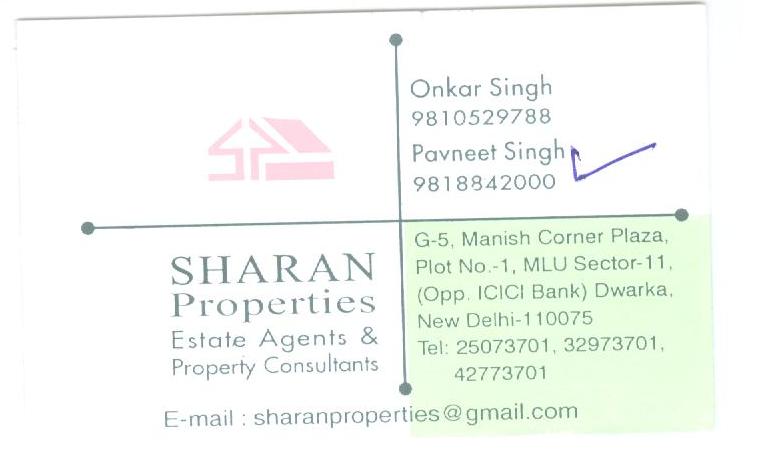 Onkar Singh
9810529788
Pavneet Singh
9818842000
SHARAN
Properties
Estate Agents &
Property Consultants
G-5, Manish Corner Plaza,
Plot No.-1, MLU Sector-11,
(Opp. ICICI Bank) Dwarka,
New Delhi-110075
Tel: 25073701, 32973701,
42773701
E-mail : sharanproperties@gmail.com